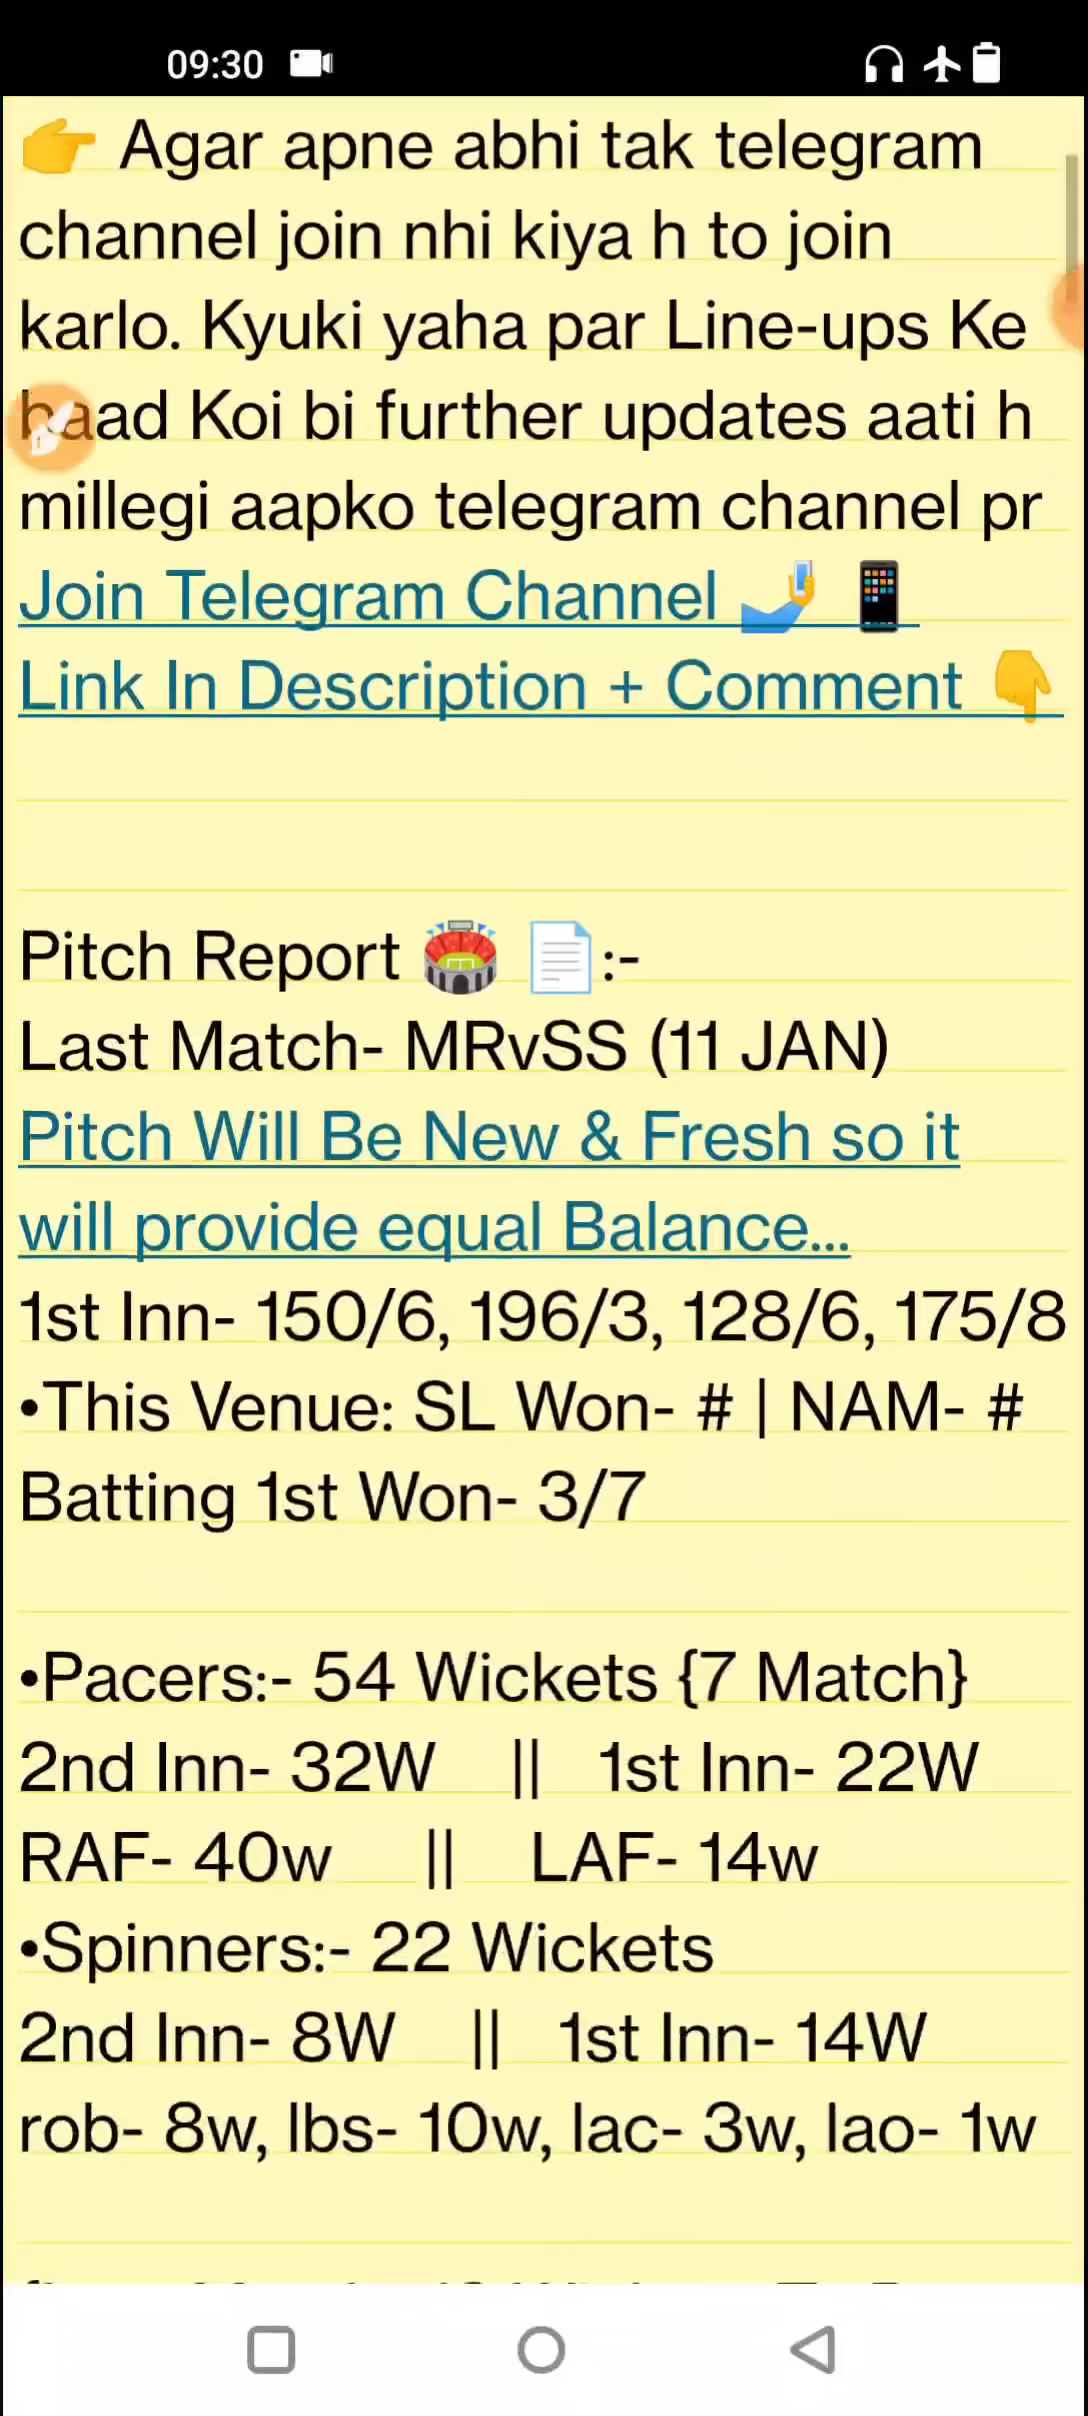 09:30
👉 Agar apne abhi tak telegram
channel join nhi kiya h to join
karlo. Kyuki yaha par Line-ups Ke
baad Koi bi further updates aati h
millegi aapko telegram channel pr
Join Telegram Channel 🤳 📱
Link In Description + Comment 👇
Pitch Report 🏟️ 📄:-
Last Match- MRvSS (11 JAN)
Pitch Will Be New & Fresh so it
will provide equal Balance...
1st Inn- 150/6, 196/3, 128/6, 175/8
•This Venue: SL Won- # | NAM- #
Batting 1st Won- 3/7
•Pacers:- 54 Wickets {7 Match}
2nd Inn- 32W || 1st Inn- 22W
RAF- 40w || LAF- 14w
•Spinners:- 22 Wickets
2nd Inn- 8W || 1st Inn- 14W
rob- 8w, lbs- 10w, lac- 3w, lao- 1w